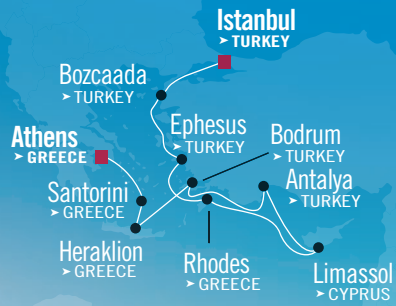 Istanbul
➤ TURKEY
Bozcaada
➤ TURKEY
Ephesus
➤ TURKEY
Bodrum
➤ TURKEY
Athens
➤ GREECE
Antalya
➤ TURKEY
Santorini
➤ GREECE
Heraklion
➤ GREECE
Rhodes
➤ GREECE
Limassol
➤ CYPRUS